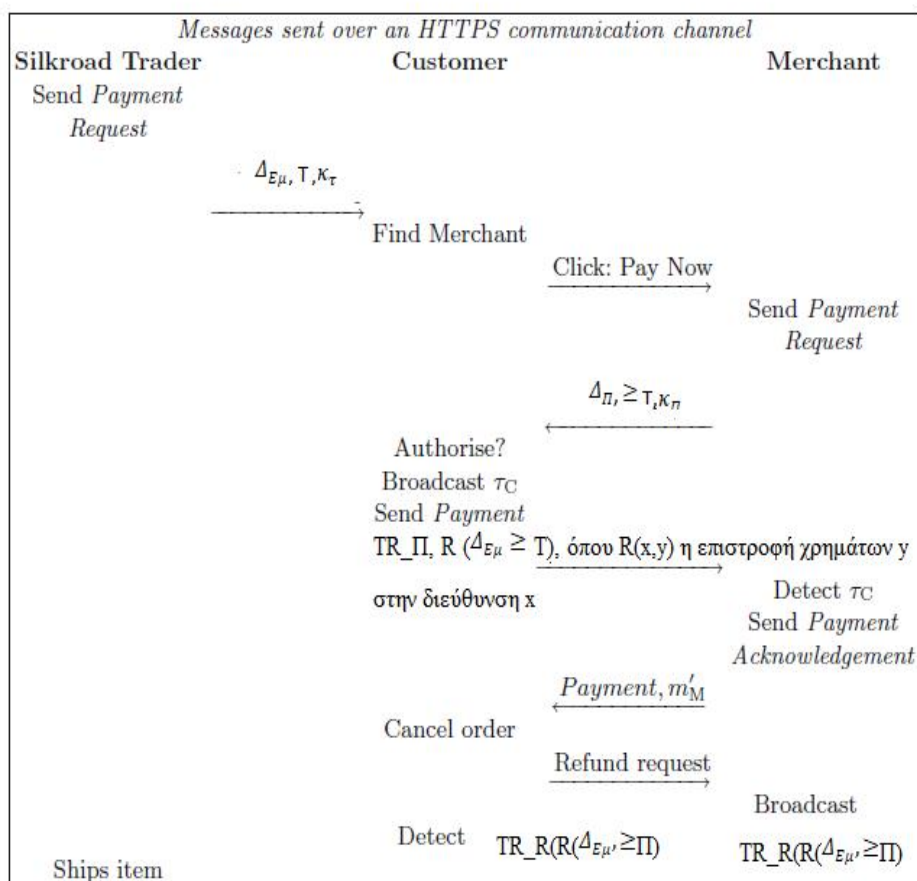 Messages sent over an HTTPS communication channel
Silkroad Trader Customer Merchant
Send Payment
Request
Δ_Εμ, Τ,κ_τ
Find Merchant
Click: Pay Now
Send Payment
Request
Δ_Π, ≥ Τ,κ_π
Authorise?
Broadcast τ_C
Send Payment
TR_Π, R (Δ_Εμ ≥ Τ), όπου R(x,y) η επιστροφή χρημάτων y
στην διεύθυνση x
Detect τ_C
Send Payment
Acknowledgement
Payment, m′_M
Cancel order
Refund request
Broadcast
Detect TR_R(R(Δ_Εμ, ≥Π) TR_R(R(Δ_Εμ, ≥Π)
Ships item